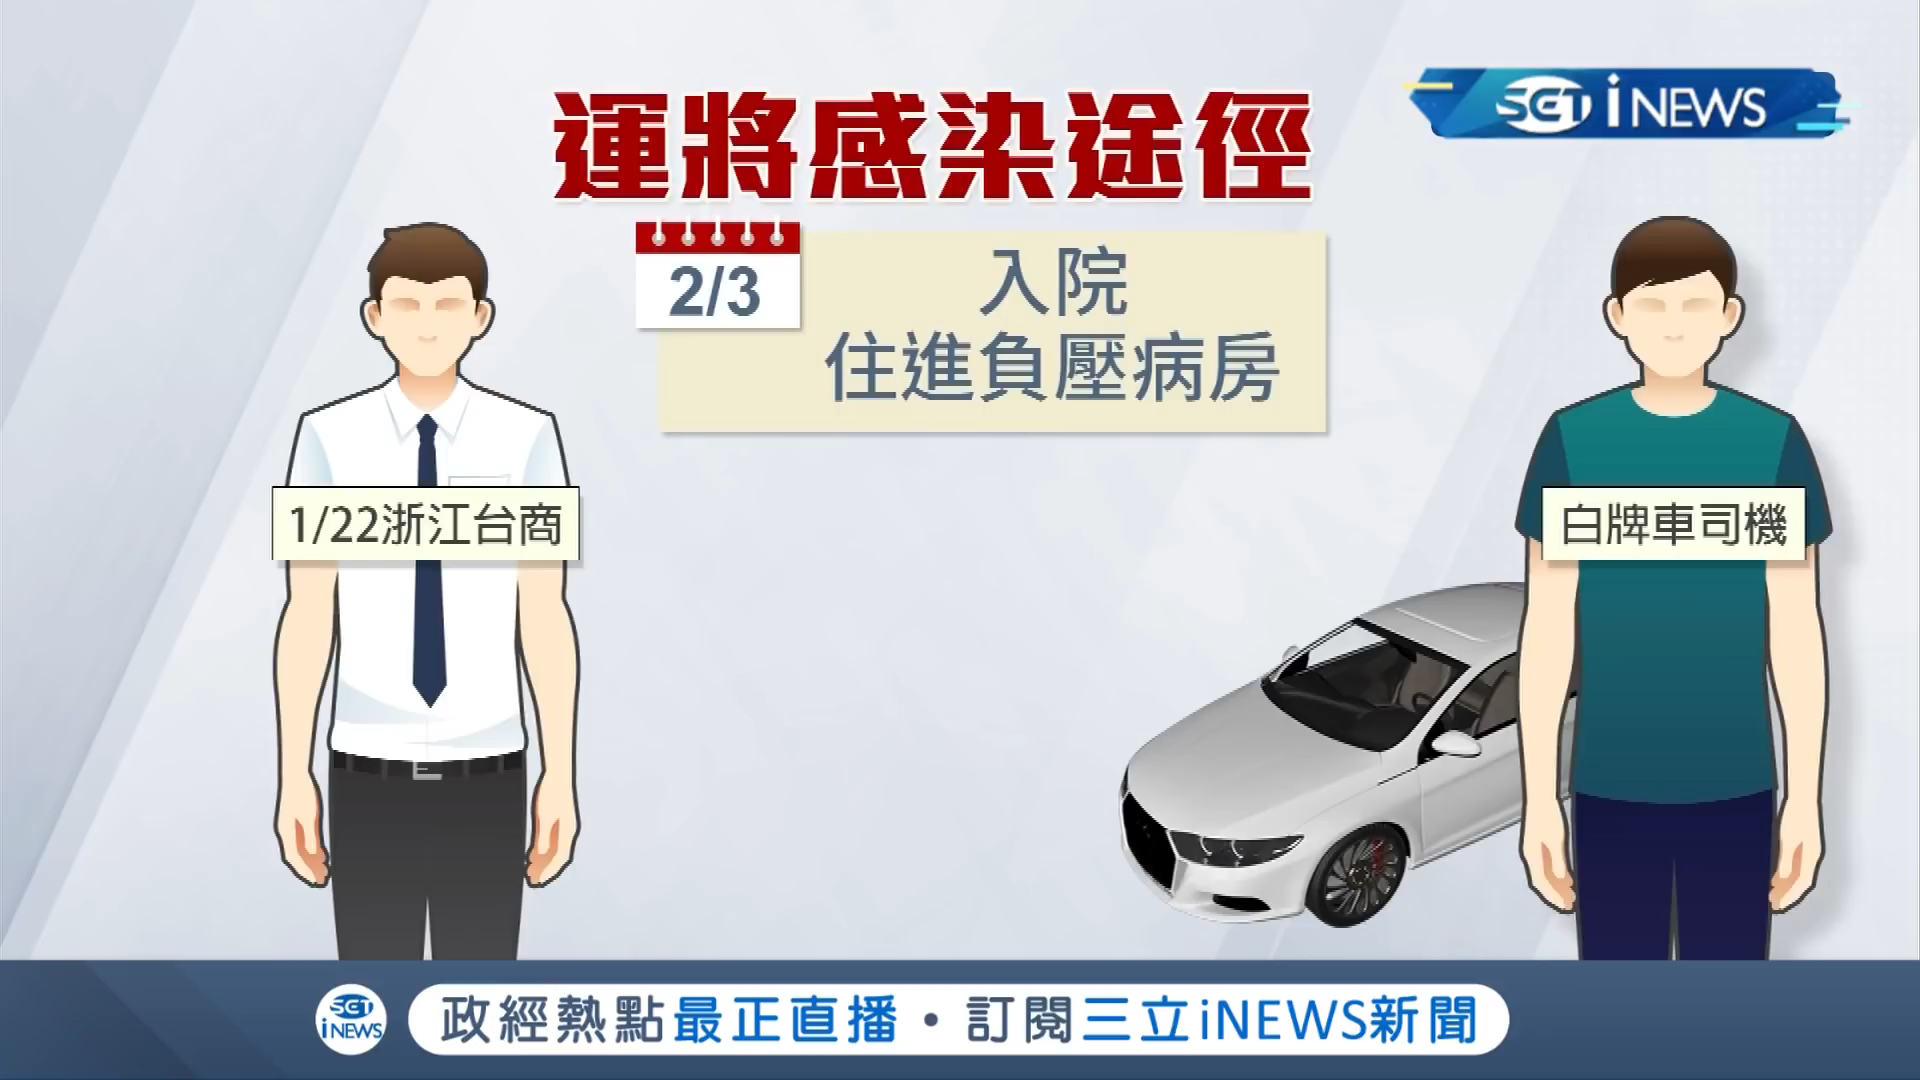 運將感染途徑
SET iNEWS
2/3
入院
住進負壓病房
1/22浙江台商
白牌車司機
SET iNEWS
政經熱點最正直播・訂閱三立iNEWS新聞